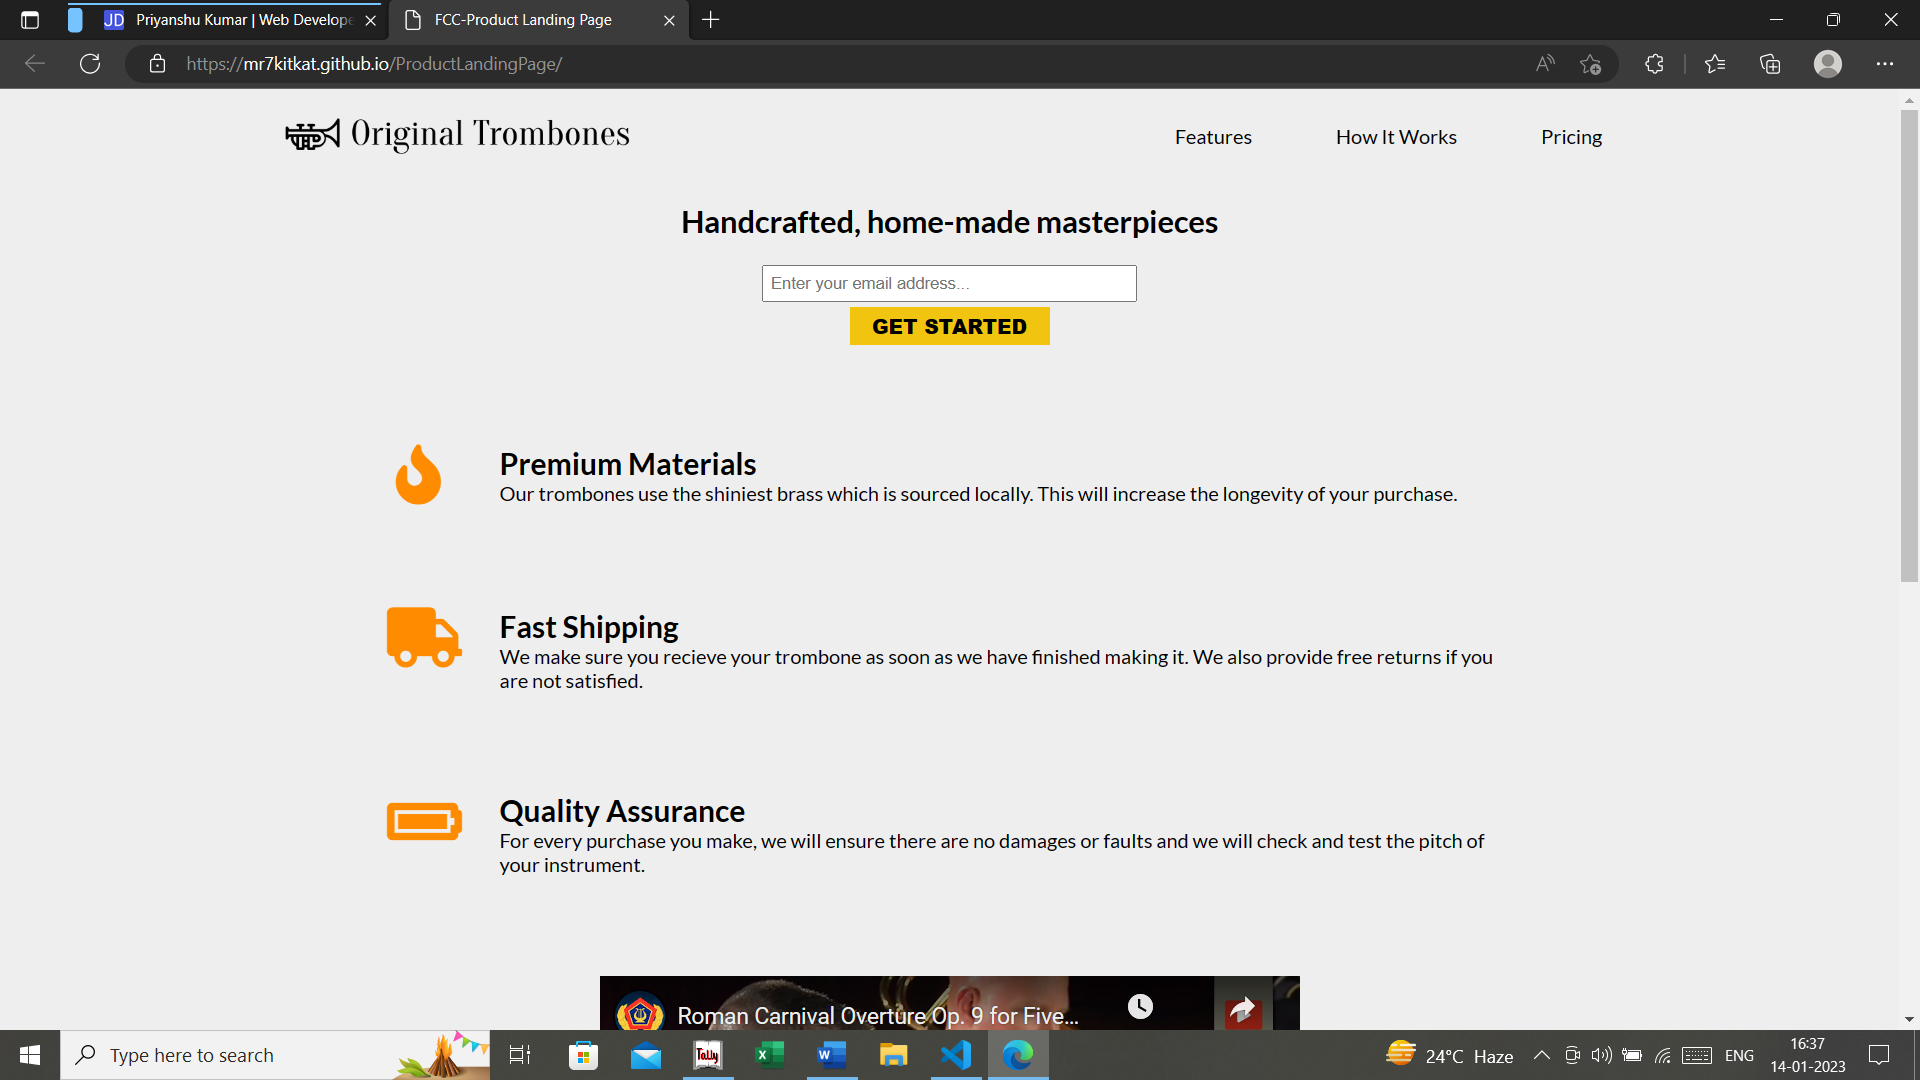 JD Priyanshu Kumar | Web Develope
FCC-Product Landing Page
https://mr7kitkat.github.io/ProductLandingPage/
Original Trombones
Features
How It Works
Pricing
Handcrafted, home-made masterpieces
Enter your email address...
GET STARTED
Premium Materials
Our trombones use the shiniest brass which is sourced locally. This will increase the longevity of your purchase.
Fast Shipping
We make sure you recieve your trombone as soon as we have finished making it. We also provide free returns if you
are not satisfied.
Quality Assurance
For every purchase you make, we will ensure there are no damages or faults and we will check and test the pitch of
your instrument.
Roman Carnival Overture Op. 9 for Five...
Type here to search
Tally
24°C Haze
ENG
16:37
14-01-2023